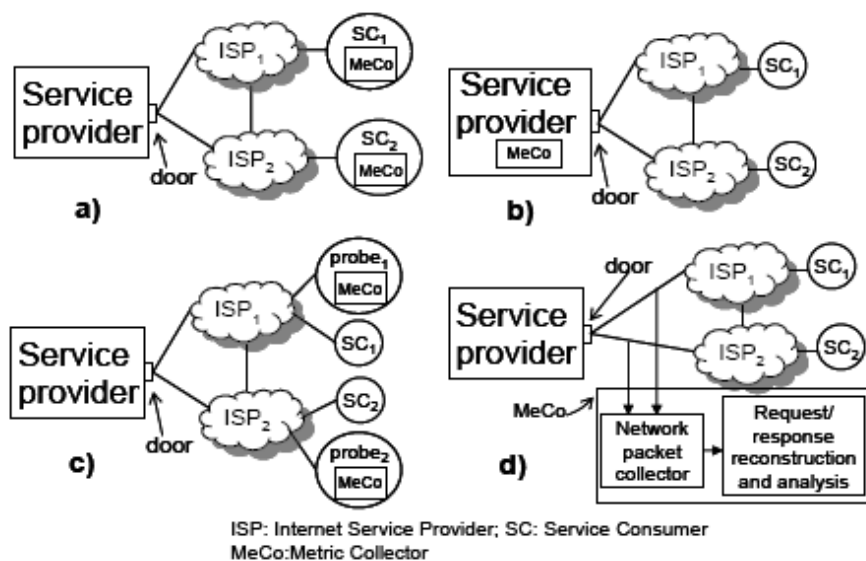 ISP₁
SC₁
MeCo
Service
provider
door
ISP₂
SC₂
MeCo
a)
Service
provider
MeCo
door
ISP₁
SC₁
ISP₂
SC₂
b)
Service
provider
door
ISP₁
probe₁
MeCo
SC₁
SC₂
ISP₂
probe₂
MeCo
c)
door
Service
provider
ISP₁
SC₁
ISP₂
SC₂
MeCo
Network
packet
collector
Request/
response
reconstruction
and analysis
d)
ISP: Internet Service Provider; SC: Service Consumer
MeCo:Metric Collector